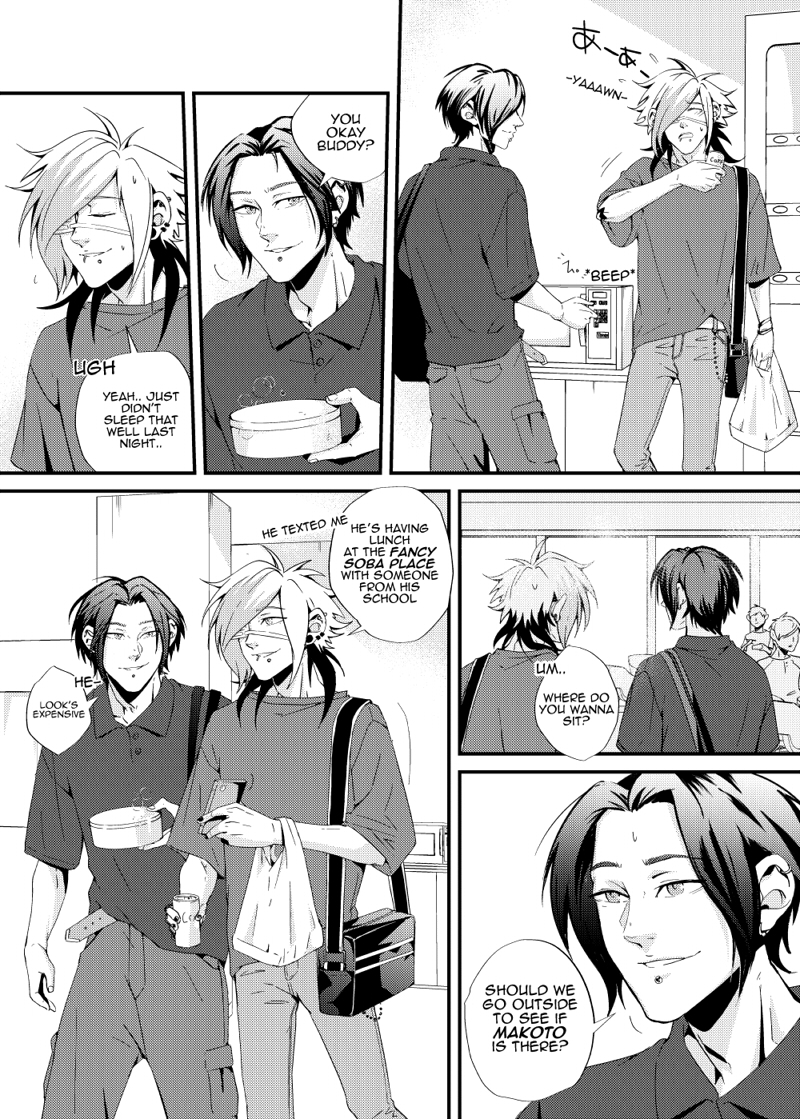 あーあー
-YAAAWN-
*BEEP*
Cafe
YOU
OKAY
BUDDY?
UGH
YEAH.. JUST
DIDN'T
SLEEP THAT
WELL LAST
NIGHT..
UM..
WHERE DO
YOU WANNA
SIT?
SHOULD WE
GO OUTSIDE
TO SEE IF
MAKOTO
IS THERE?
HE TEXTED ME
HE'S HAVING
LUNCH
AT THE FANCY
SOBA PLACE
WITH SOMEONE
FROM HIS
SCHOOL
HE-
LOOK'S
EXPENSIVE